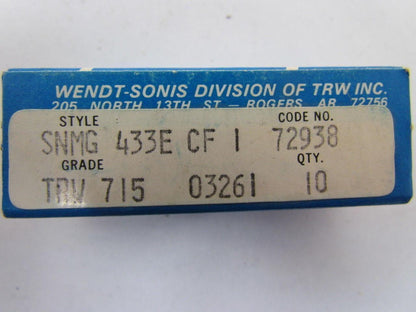 WENDT-SONIS DIVISION OF TRW INC.
205 NORTH 13TH ST — ROGERS, AR. 72756
STYLE CODE NO.
SNMG 433E CF 1 72938
GRADE QTY.
TRW 715 03261 10